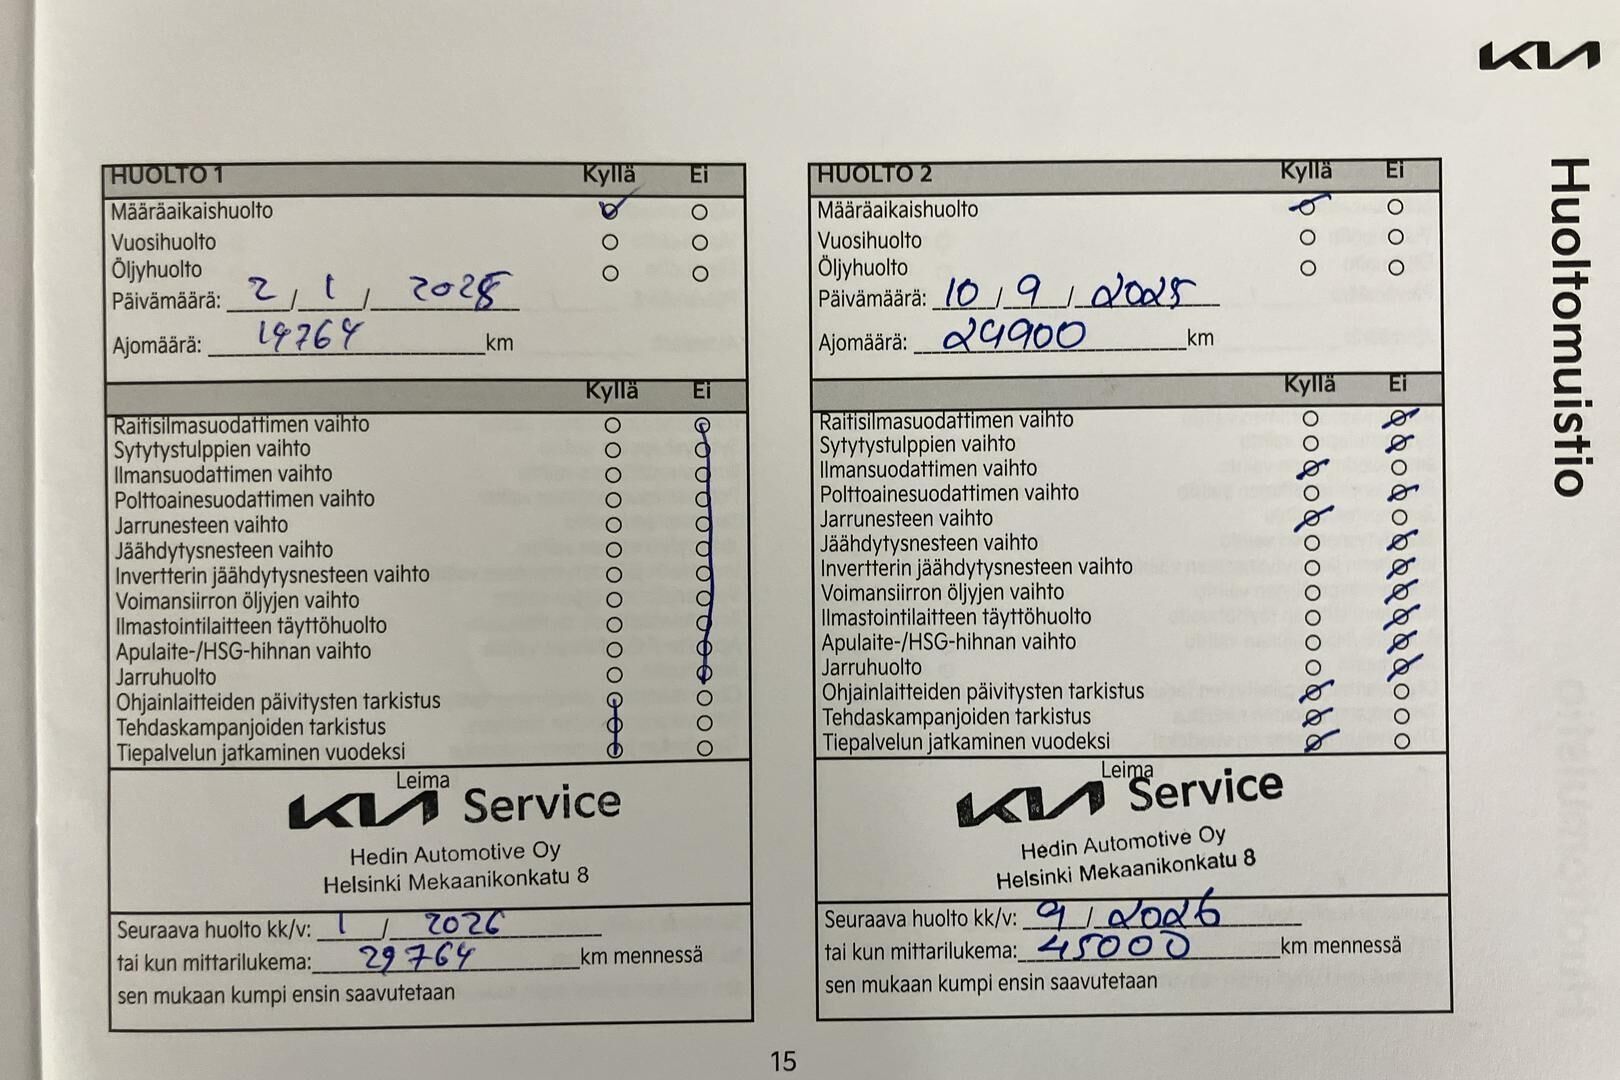 KIA
Huoltomuistio
HUOLTO 1 Kyllä Ei
Määräaikaishuolto
Vuosihuolto
Öljyhuolto
Päivämäärä: 2 / 1 / 2025
Ajomäärä: 14764 km
Kyllä Ei
Raitisilmasuodattimen vaihto
Sytytystulppien vaihto
Ilmansuodattimen vaihto
Polttoainesuodattimen vaihto
Jarrunesteen vaihto
Jäähdytysnesteen vaihto
Invertterin jäähdytysnesteen vaihto
Voimansiirron öljyjen vaihto
Ilmastointilaitteen täyttöhuolto
Apulaite-/HSG-hihnan vaihto
Jarruhuolto
Ohjainlaitteiden päivitysten tarkistus
Tehdaskampanjoiden tarkistus
Tiepalvelun jatkaminen vuodeksi
Leima
KIA Service
Hedin Automotive Oy
Helsinki Mekaanikonkatu 8
Seuraava huolto kk/v: 1 / 2026
tai kun mittarilukema: 29764 km mennessä
sen mukaan kumpi ensin saavutetaan
HUOLTO 2 Kyllä Ei
Määräaikaishuolto
Vuosihuolto
Öljyhuolto
Päivämäärä: 10 / 9 / 2025
Ajomäärä: 24900 km
Kyllä Ei
Raitisilmasuodattimen vaihto
Sytytystulppien vaihto
Ilmansuodattimen vaihto
Polttoainesuodattimen vaihto
Jarrunesteen vaihto
Jäähdytysnesteen vaihto
Invertterin jäähdytysnesteen vaihto
Voimansiirron öljyjen vaihto
Ilmastointilaitteen täyttöhuolto
Apulaite-/HSG-hihnan vaihto
Jarruhuolto
Ohjainlaitteiden päivitysten tarkistus
Tehdaskampanjoiden tarkistus
Tiepalvelun jatkaminen vuodeksi
Leima
KIA Service
Hedin Automotive Oy
Helsinki Mekaanikonkatu 8
Seuraava huolto kk/v: 9 / 2026
tai kun mittarilukema: 45000 km mennessä
sen mukaan kumpi ensin saavutetaan
15